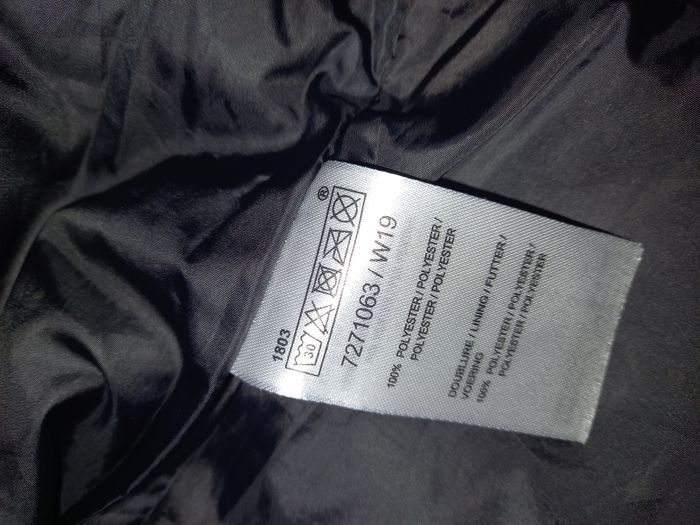 1803
30
®
7271063 / W19
100% POLYESTER / POLYESTER /
POLYESTER / POLYESTER
DOUBLURE / LINING / FUTTER /
VOERING
100% POLYESTER / POLYESTER /
POLYESTER / POLYESTER